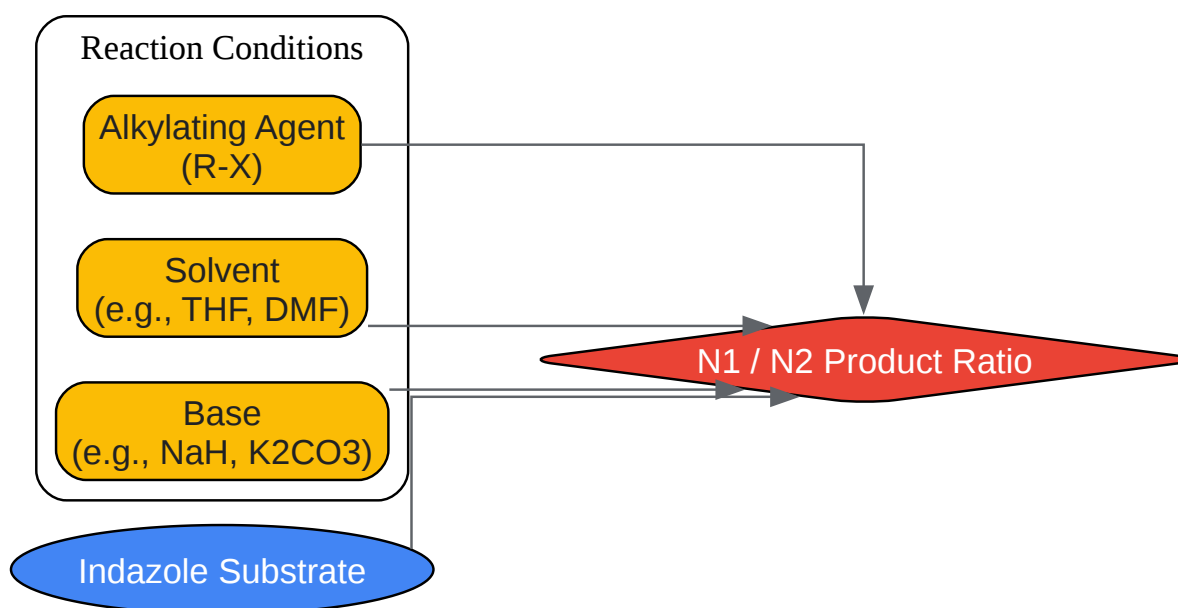 Reaction Conditions
Alkylating Agent
(R-X)
Solvent
(e.g., THF, DMF)
N1 / N2 Product Ratio
Base
(e.g., NaH, K2CO3)
Indazole Substrate